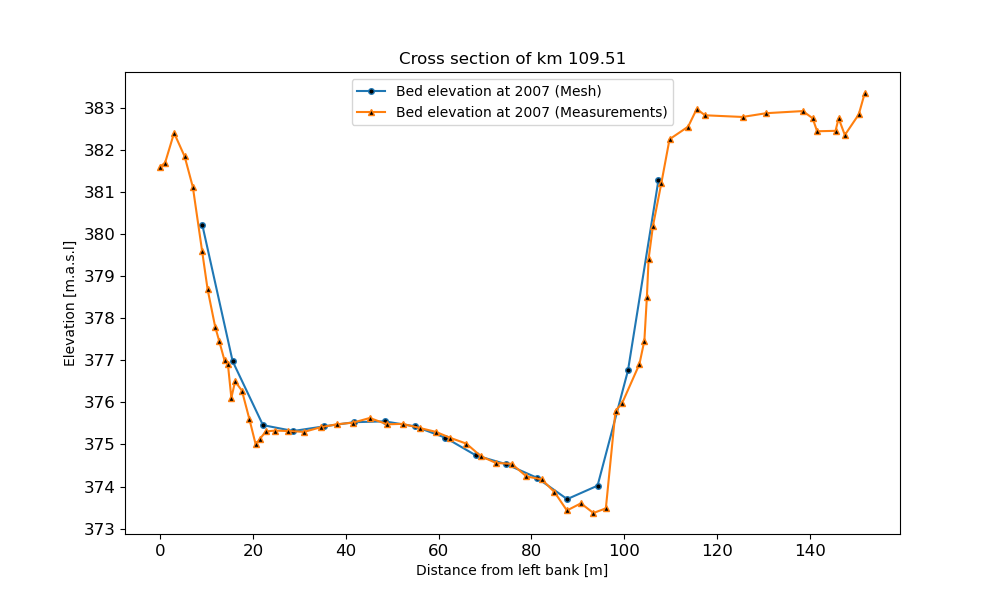 Cross section of km 109.51
Bed elevation at 2007 (Mesh)
Bed elevation at 2007 (Measurements)
383
382
381
380
379
378
377
376
375
374
373
Elevation [m.a.s.l]
0 20 40 60 80 100 120 140
Distance from left bank [m]